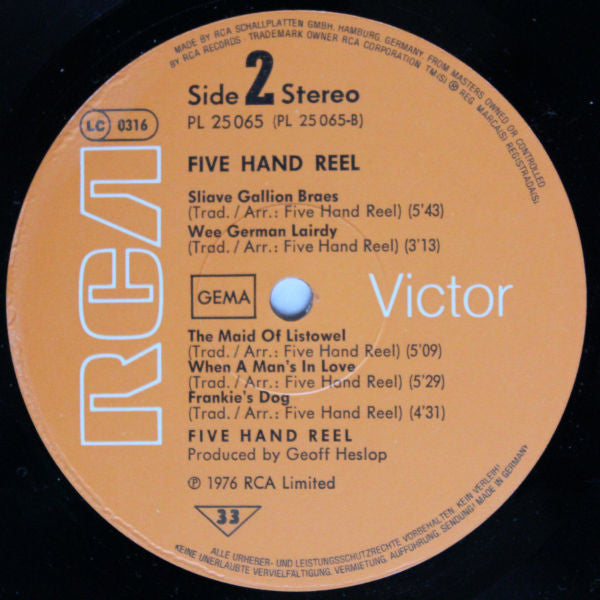 MADE BY RCA SCHALLPLATTEN GMBH, HAMBURG, GERMANY, FROM MASTERS OWNED OR CONTROLLED
BY RCA RECORDS · TRADEMARK OWNER RCA CORPORATION TM(S) ® REG. MARCA(S) REGISTRADA(S)
Side 2 Stereo
PL 25065 (PL 25065-B)
LC 0316
FIVE HAND REEL
Sliave Gallion Braes
(Trad. / Arr.: Five Hand Reel) (5'43)
Wee German Lairdy
(Trad. / Arr.: Five Hand Reel) (3'13)
RCA
GEMA
Victor
The Maid Of Listowel
(Trad. / Arr.: Five Hand Reel) (5'09)
When A Man's In Love
(Trad. / Arr.: Five Hand Reel) (5'29)
Frankie's Dog
(Trad. / Arr.: Five Hand Reel) (4'31)
FIVE HAND REEL
Produced by Geoff Heslop
℗ 1976 RCA Limited
33
ALLE URHEBER- UND LEISTUNGSSCHUTZRECHTE VORBEHALTEN. KEIN VERLEIH!
KEINE UNERLAUBTE VERVIELFÄLTIGUNG, VERMIETUNG, AUFFÜHRUNG, SENDUNG! MADE IN GERMANY